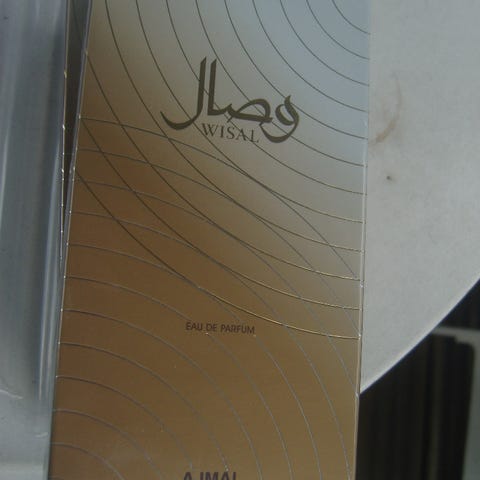 وصال
WISAL
EAU DE PARFUM
AJMAL